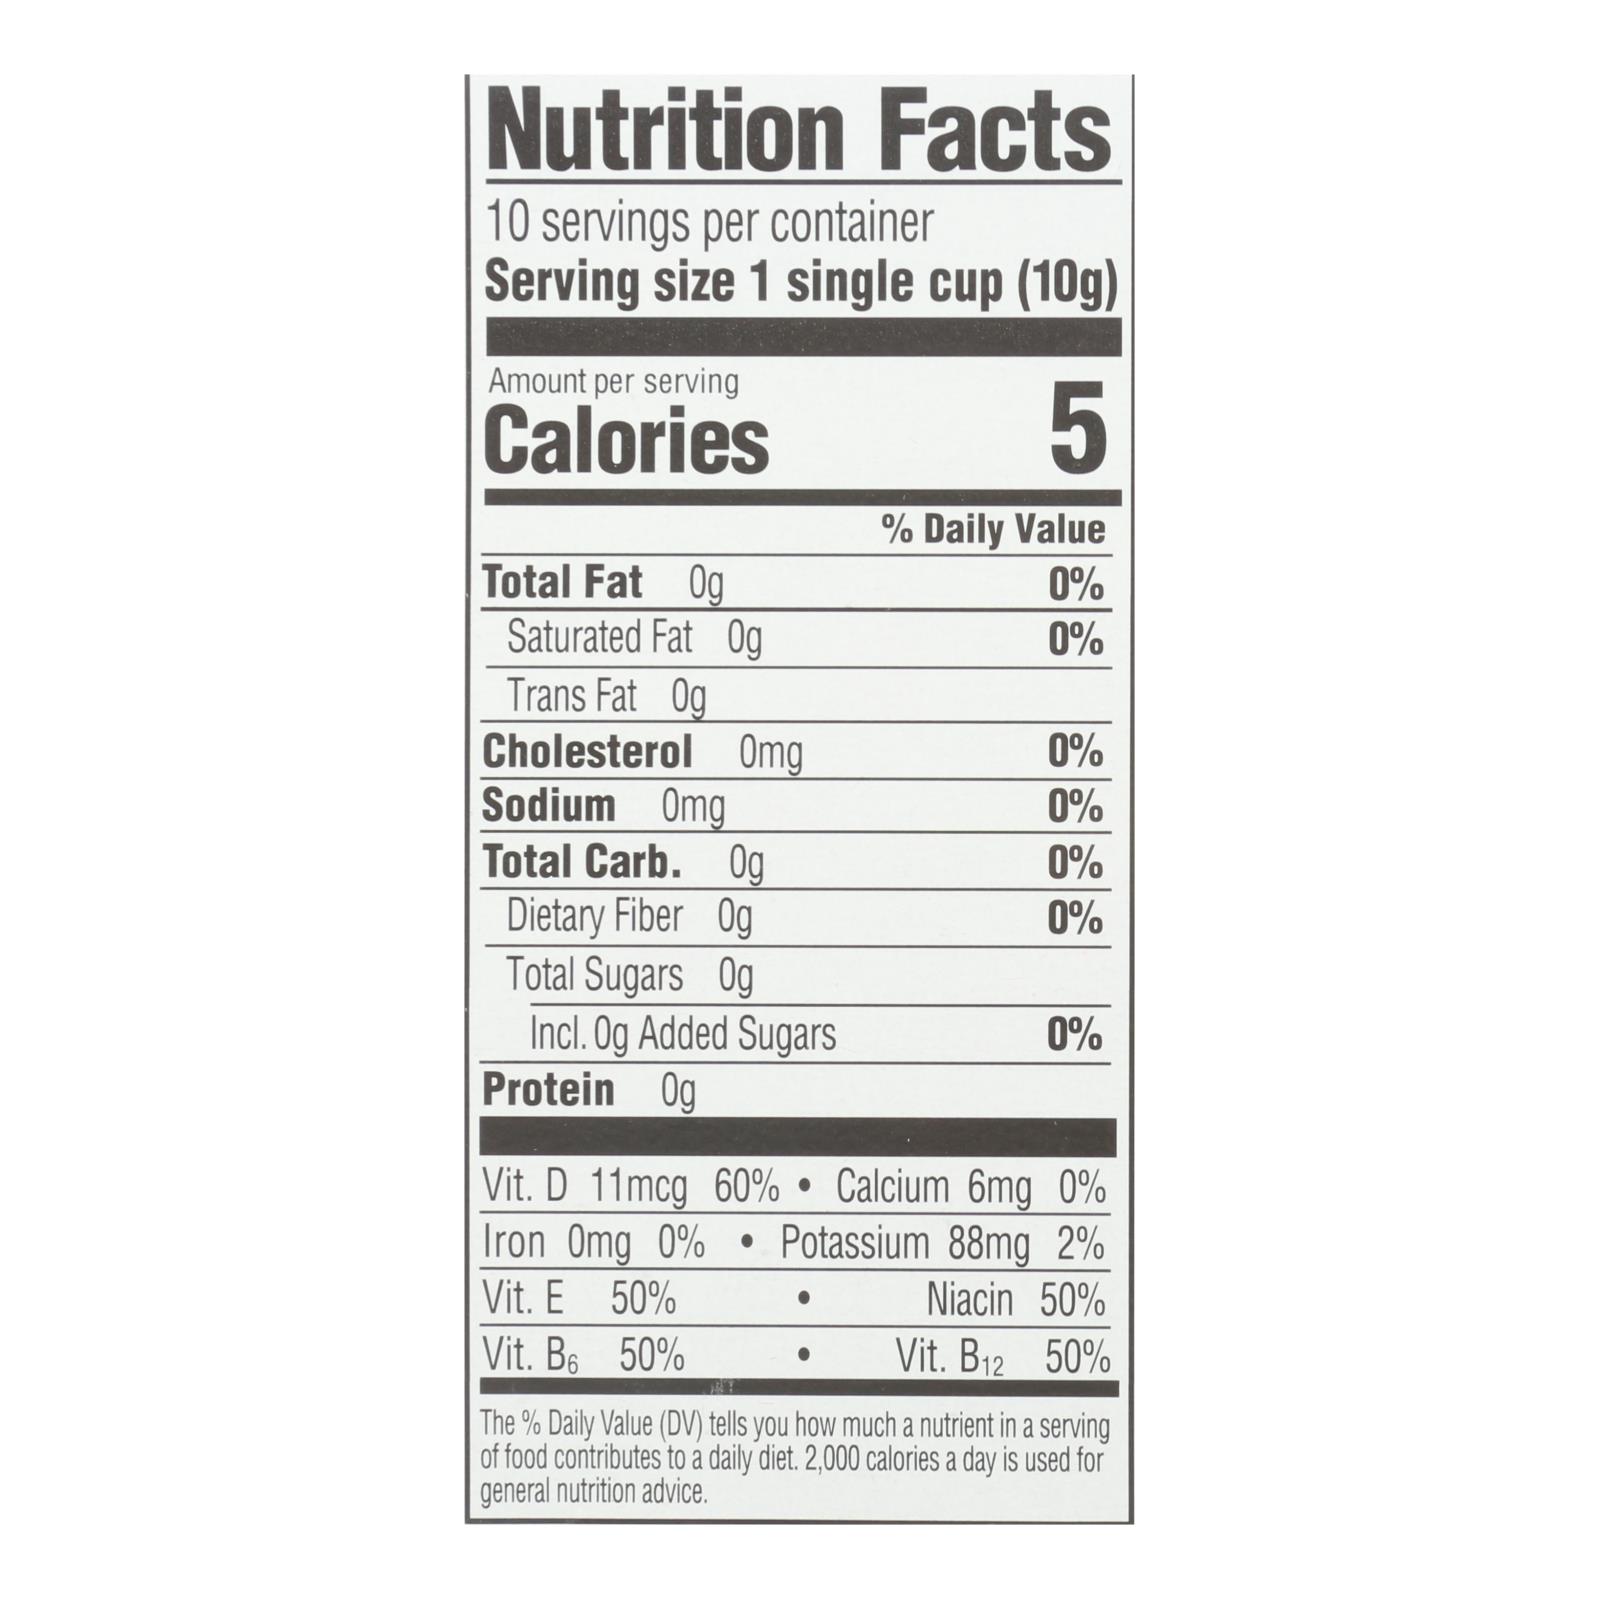 Nutrition Facts
10 servings per container
Serving size 1 single cup (10g)
Amount per serving
Calories 5
% Daily Value
Total Fat 0g 0%
Saturated Fat 0g 0%
Trans Fat 0g
Cholesterol 0mg 0%
Sodium 0mg 0%
Total Carb. 0g 0%
Dietary Fiber 0g 0%
Total Sugars 0g
Incl. 0g Added Sugars 0%
Protein 0g
Vit. D 11mcg 60% • Calcium 6mg 0%
Iron 0mg 0% • Potassium 88mg 2%
Vit. E 50% • Niacin 50%
Vit. B₆ 50% • Vit. B₁₂ 50%
The % Daily Value (DV) tells you how much a nutrient in a serving
of food contributes to a daily diet. 2,000 calories a day is used for
general nutrition advice.